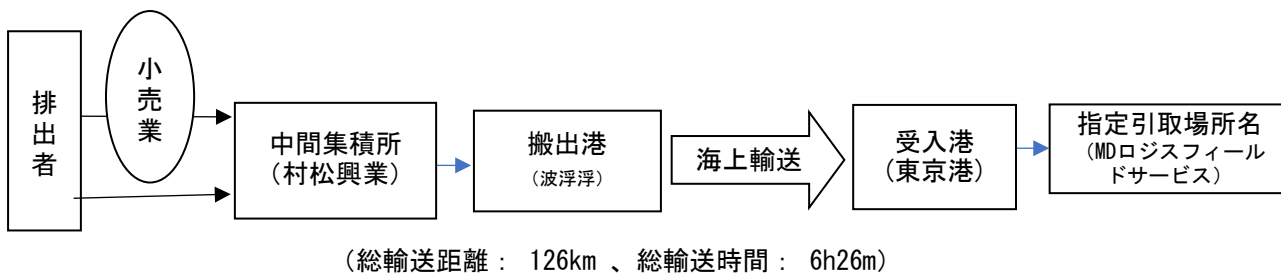 排出者
小売業
中間集積所
（村松興業）
搬出港
（波浮浮）
海上輸送
受入港
（東京港）
指定引取場所名
（MDロジスフィール
ドサービス）
（総輸送距離： 126km 、総輸送時間： 6h26m）